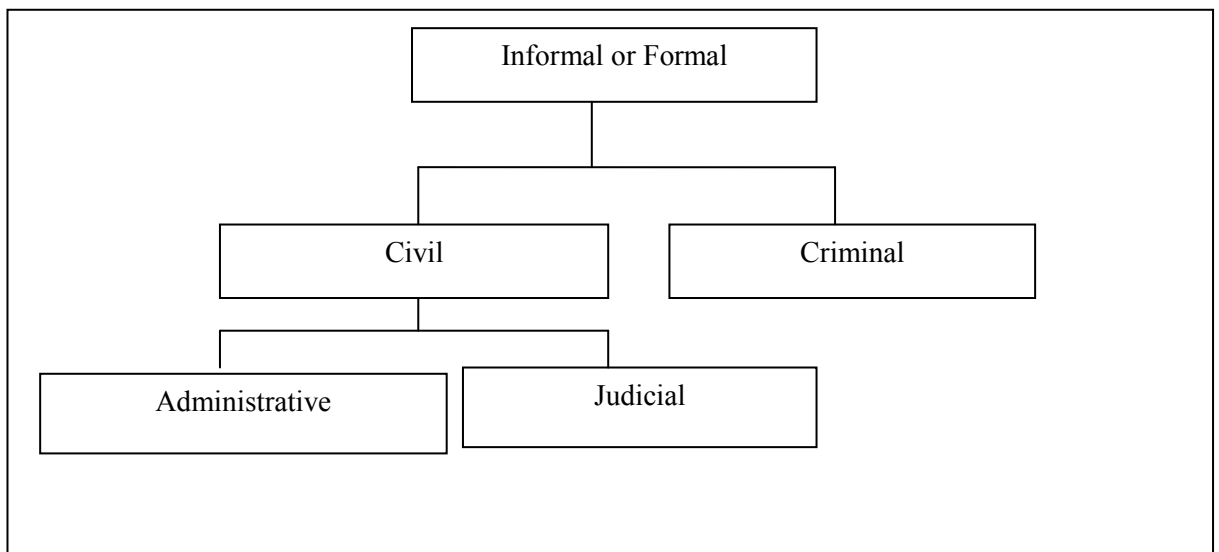 Informal or Formal
Civil
Criminal
Administrative
Judicial